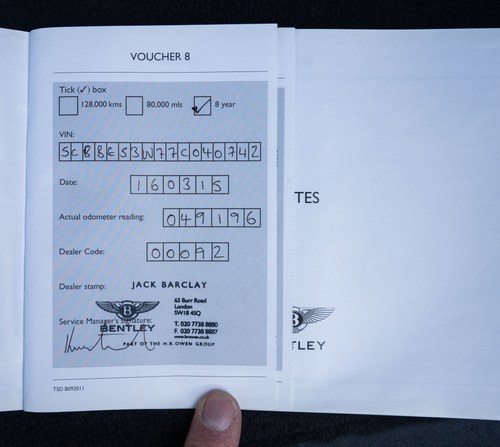 VOUCHER 8
Tick (✓) box
128,000 kms 80,000 mls ✓ 8 year
VIN:
SCBBE53W77C040742
Date: 160315
Actual odometer reading: 049196
Dealer Code: 00092
Dealer stamp: JACK BARCLAY
65 Burr Road
London
SW18 4SQ
Service Manager's signature:
B
BENTLEY
T. 020 7738 8880
F. 020 7738 8887
PART OF THE H.R. OWEN GROUP
TSD B092011
TES
B
TLEY